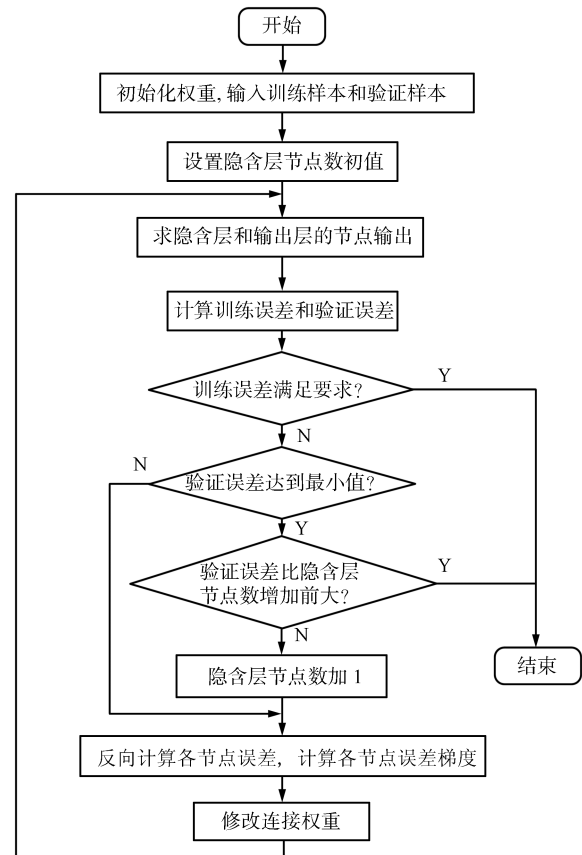 开始
初始化权重,输入训练样本和验证样本
设置隐含层节点数初值
求隐含层和输出层的节点输出
计算训练误差和验证误差
训练误差满足要求?
Y
N
N
验证误差达到最小值?
Y
验证误差比隐含层
节点数增加前大?
Y
N
隐含层节点数加 1
结束
反向计算各节点误差, 计算各节点误差梯度
修改连接权重